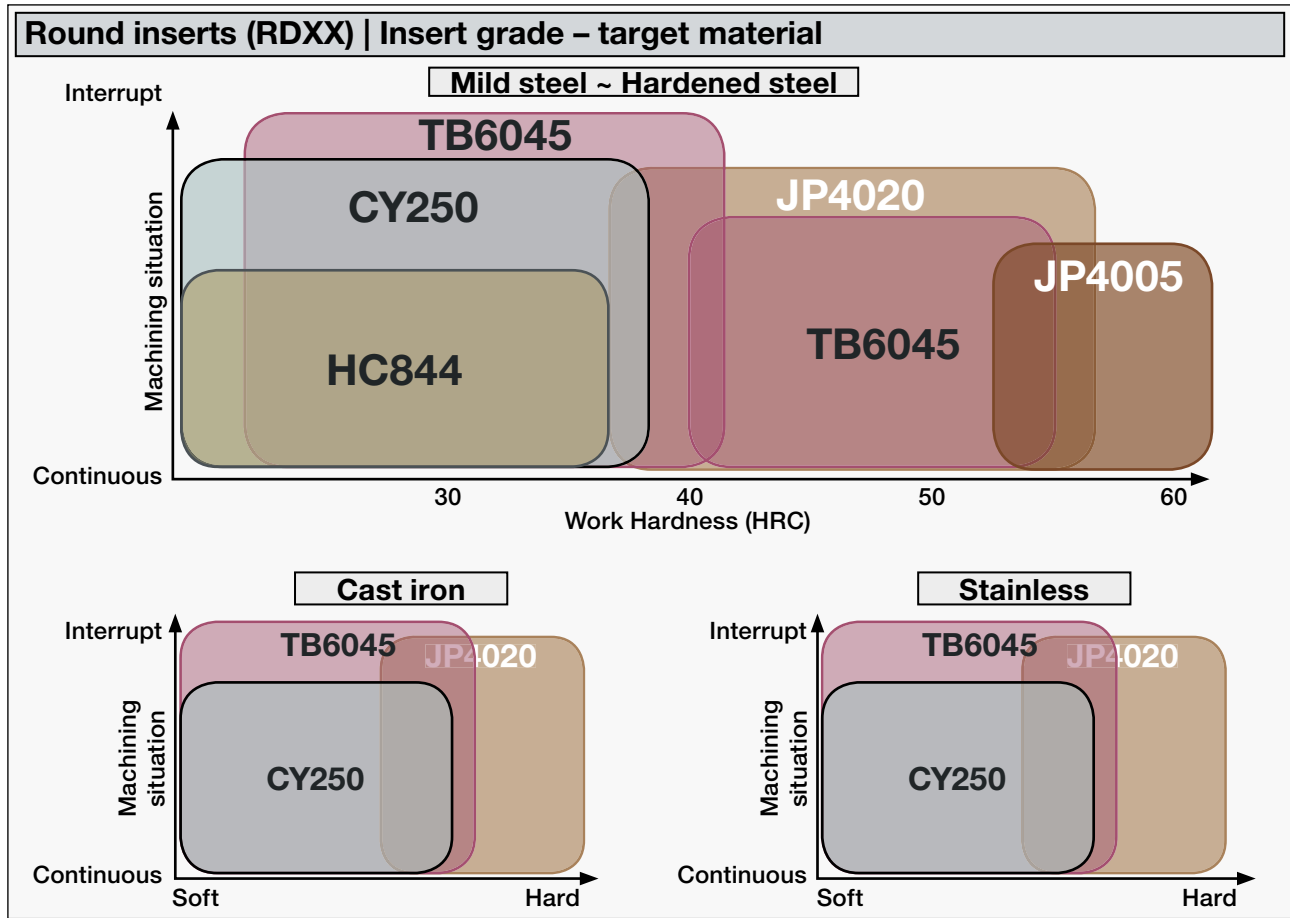 Round inserts (RDXX) | Insert grade – target material
Mild steel ~ Hardened steel
Interrupt
Machining situation
Continuous
TB6045
CY250
HC844
JP4020
TB6045
JP4005
30 40 50 60
Work Hardness (HRC)
Cast iron
Interrupt
Machining
situation
Continuous
TB6045
JP4020
CY250
Soft Hard
Stainless
Interrupt
Machining
situation
Continuous
TB6045
JP4020
CY250
Soft Hard